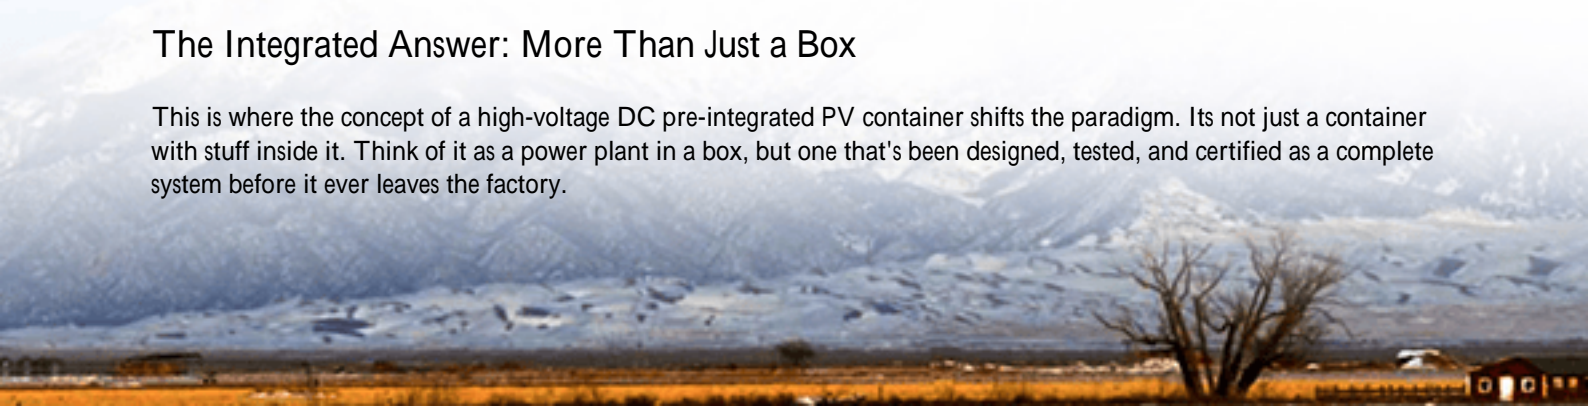 The Integrated Answer: More Than Just a Box
This is where the concept of a high-voltage DC pre-integrated PV container shifts the paradigm. Its not just a container
with stuff inside it. Think of it as a power plant in a box, but one that's been designed, tested, and certified as a complete
system before it ever leaves the factory.